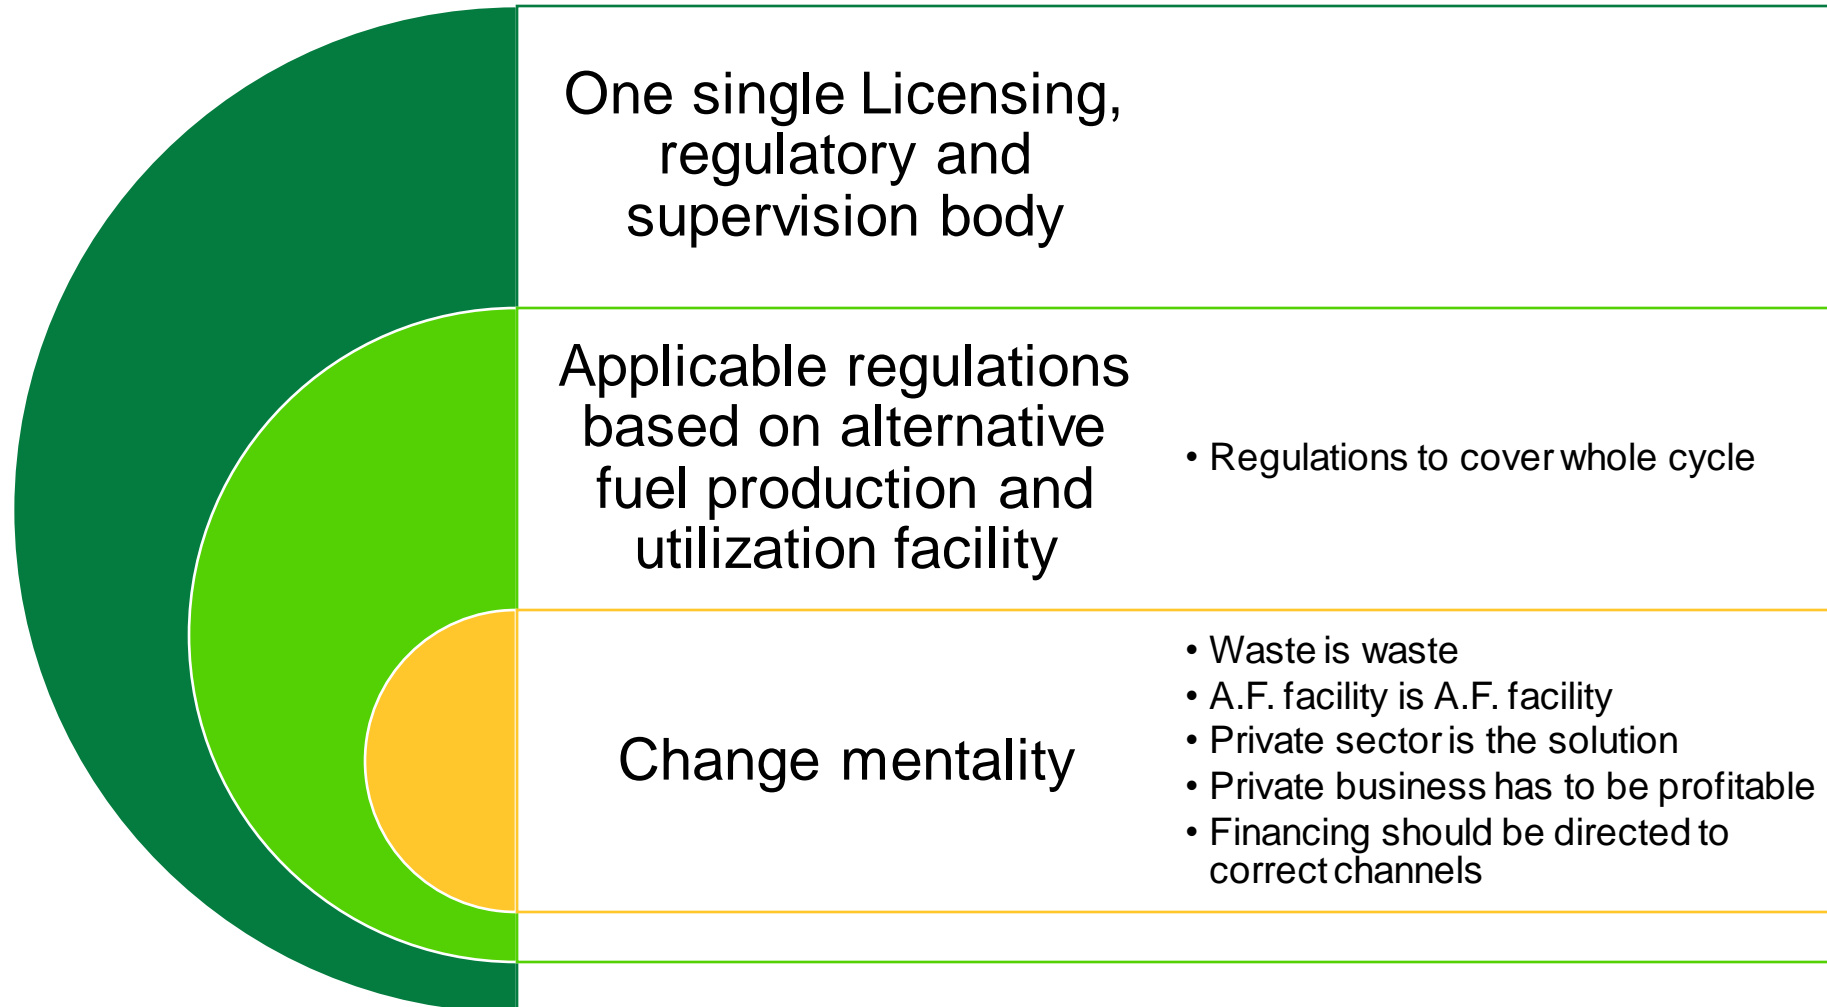 One single Licensing,
regulatory and
supervision body
Applicable regulations
based on alternative
fuel production and
utilization facility
• Regulations to cover whole cycle
Change mentality
• Waste is waste
• A.F. facility is A.F. facility
• Private sector is the solution
• Private business has to be profitable
• Financing should be directed to
correct channels